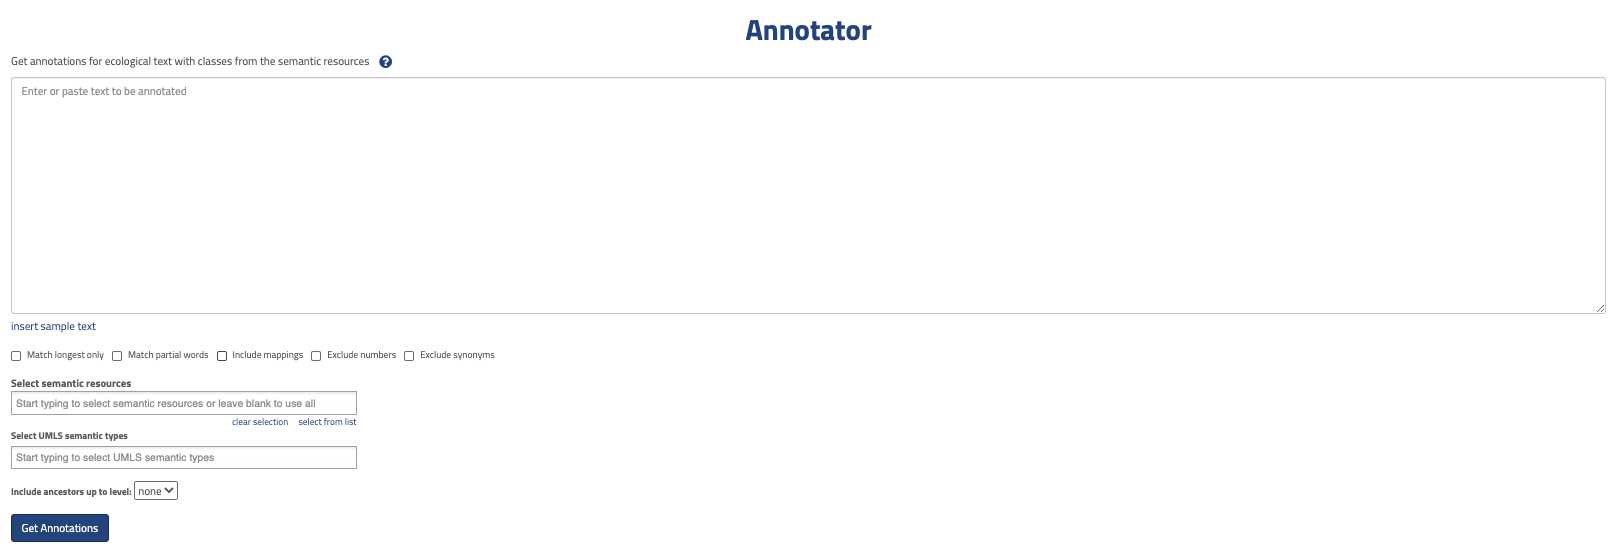 Annotator
Get annotations for ecological text with classes from the semantic resources ?
Enter or paste text to be annotated
insert sample text
Match longest only Match partial words Include mappings Exclude numbers Exclude synonyms
Select semantic resources
Start typing to select semantic resources or leave blank to use all
clear selection select from list
Select UMLS semantic types
Start typing to select UMLS semantic types
Include ancestors up to level: none
Get Annotations